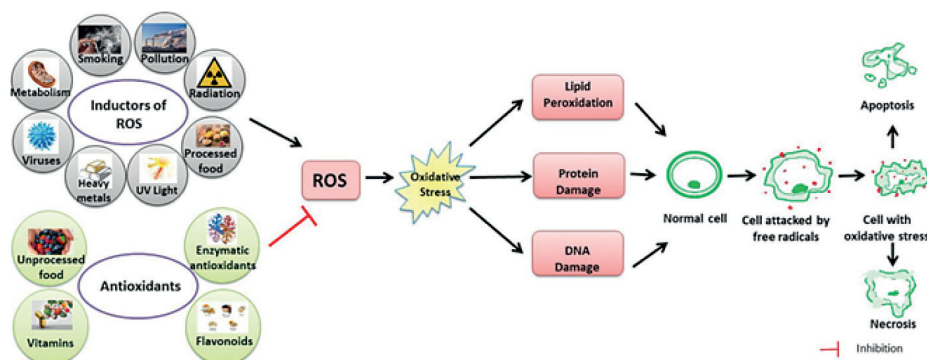 Smoking
Pollution
Metabolism
Radiation
Inductors of
ROS
Viruses
Processed
food
Heavy
metals
UV Light
Unprocessed
food
Enzymatic
antioxidants
Antioxidants
Vitamins
Flavonoids
ROS
Oxidative
Stress
Lipid
Peroxidation
Protein
Damage
DNA
Damage
Normal cell
Cell attacked by
free radicals
Apoptosis
Cell with
oxidative stress
Necrosis
Inhibition